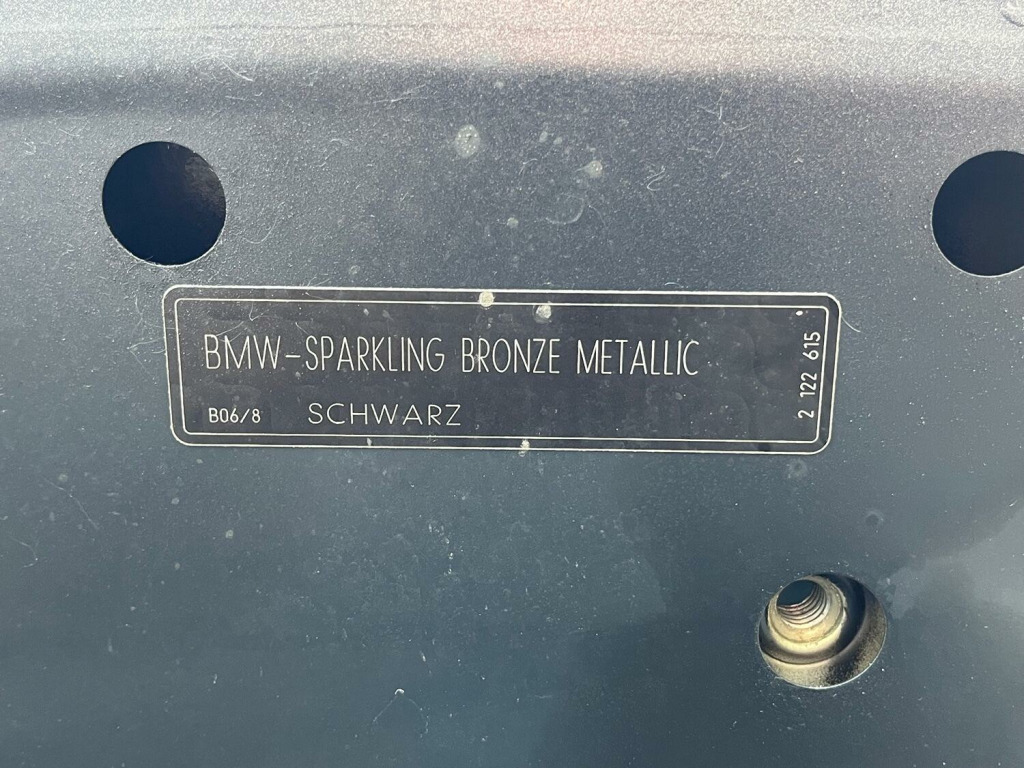 BMW-SPARKLING BRONZE METALLIC
B06/8 SCHWARZ
2 122 615